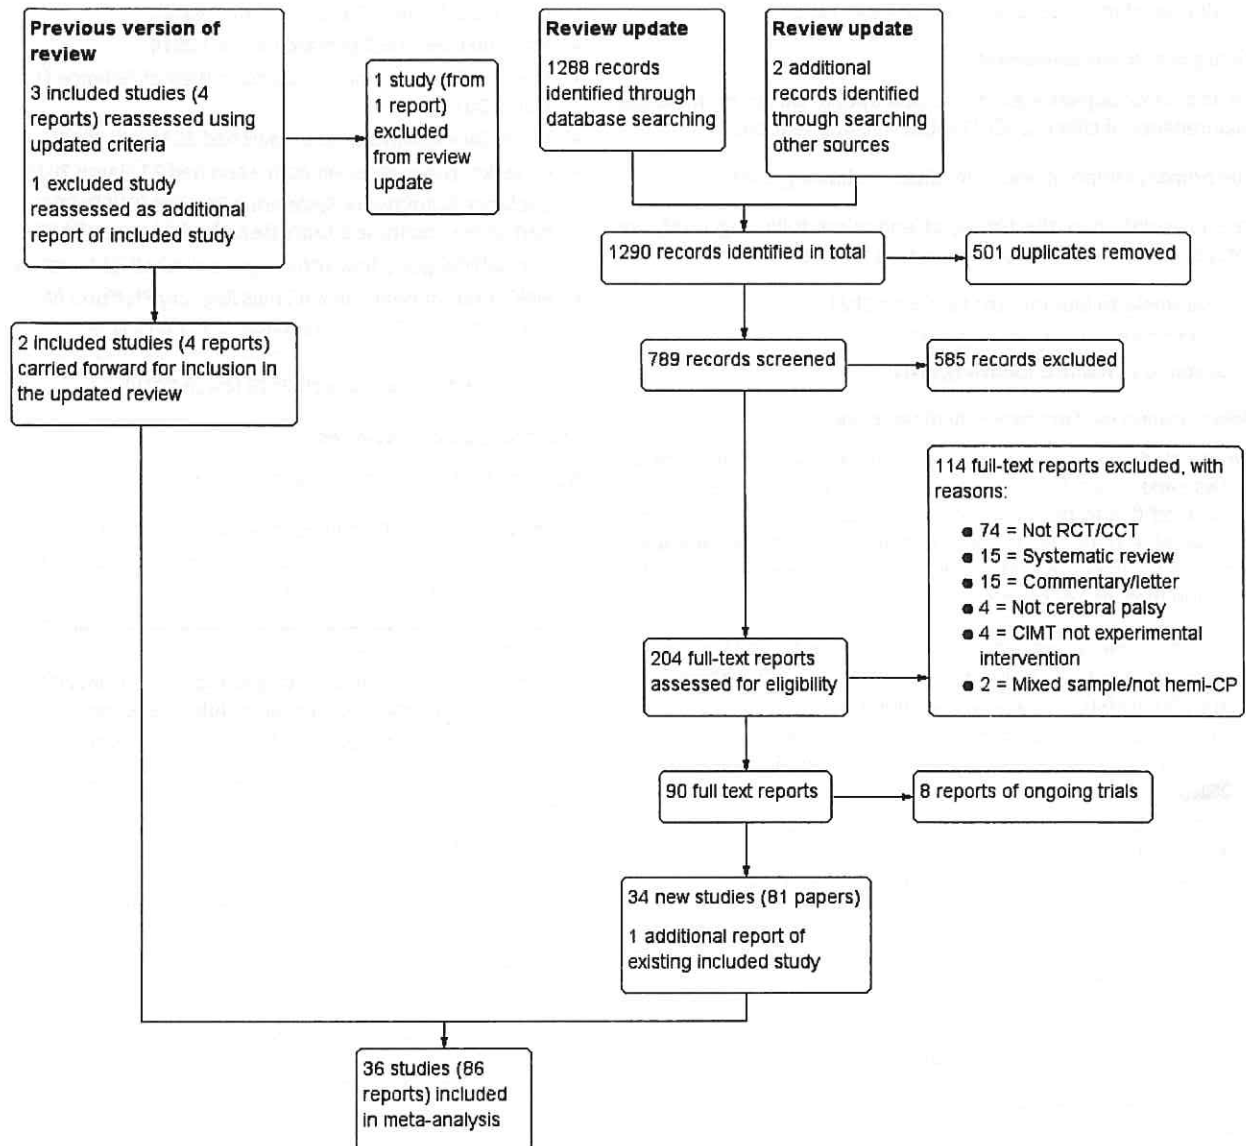 Previous version of
review
3 included studies (4
reports) reassessed using
updated criteria
1 excluded study
reassessed as additional
report of included study
1 study (from
1 report)
excluded
from review
update
Review update
1288 records
identified through
database searching
Review update
2 additional
records identified
through searching
other sources
1290 records identified in total
501 duplicates removed
2 included studies (4 reports)
carried forward for inclusion in
the updated review
789 records screened
585 records excluded
114 full-text reports excluded, with
reasons:
● 74 = Not RCT/CCT
● 15 = Systematic review
● 15 = Commentary/letter
● 4 = Not cerebral palsy
● 4 = CIMT not experimental
intervention
● 2 = Mixed sample/not hemi-CP
204 full-text reports
assessed for eligibility
90 full text reports
8 reports of ongoing trials
34 new studies (81 papers)
1 additional report of
existing included study
36 studies (86
reports) included
in meta-analysis